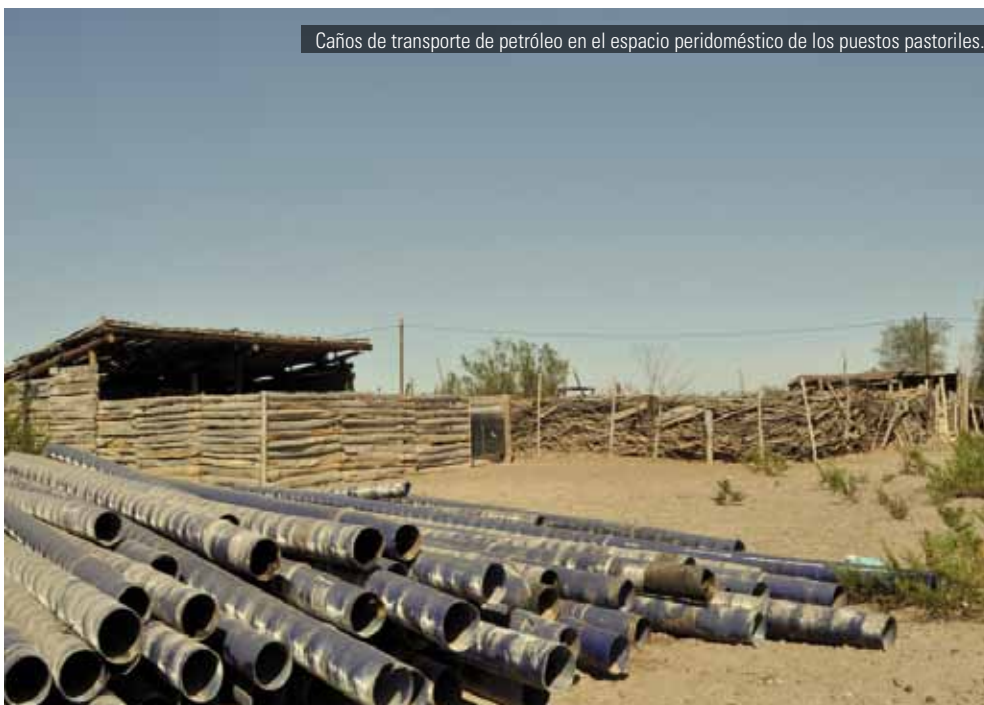 Caños de transporte de petróleo en el espacio peridoméstico de los puestos pastoriles.